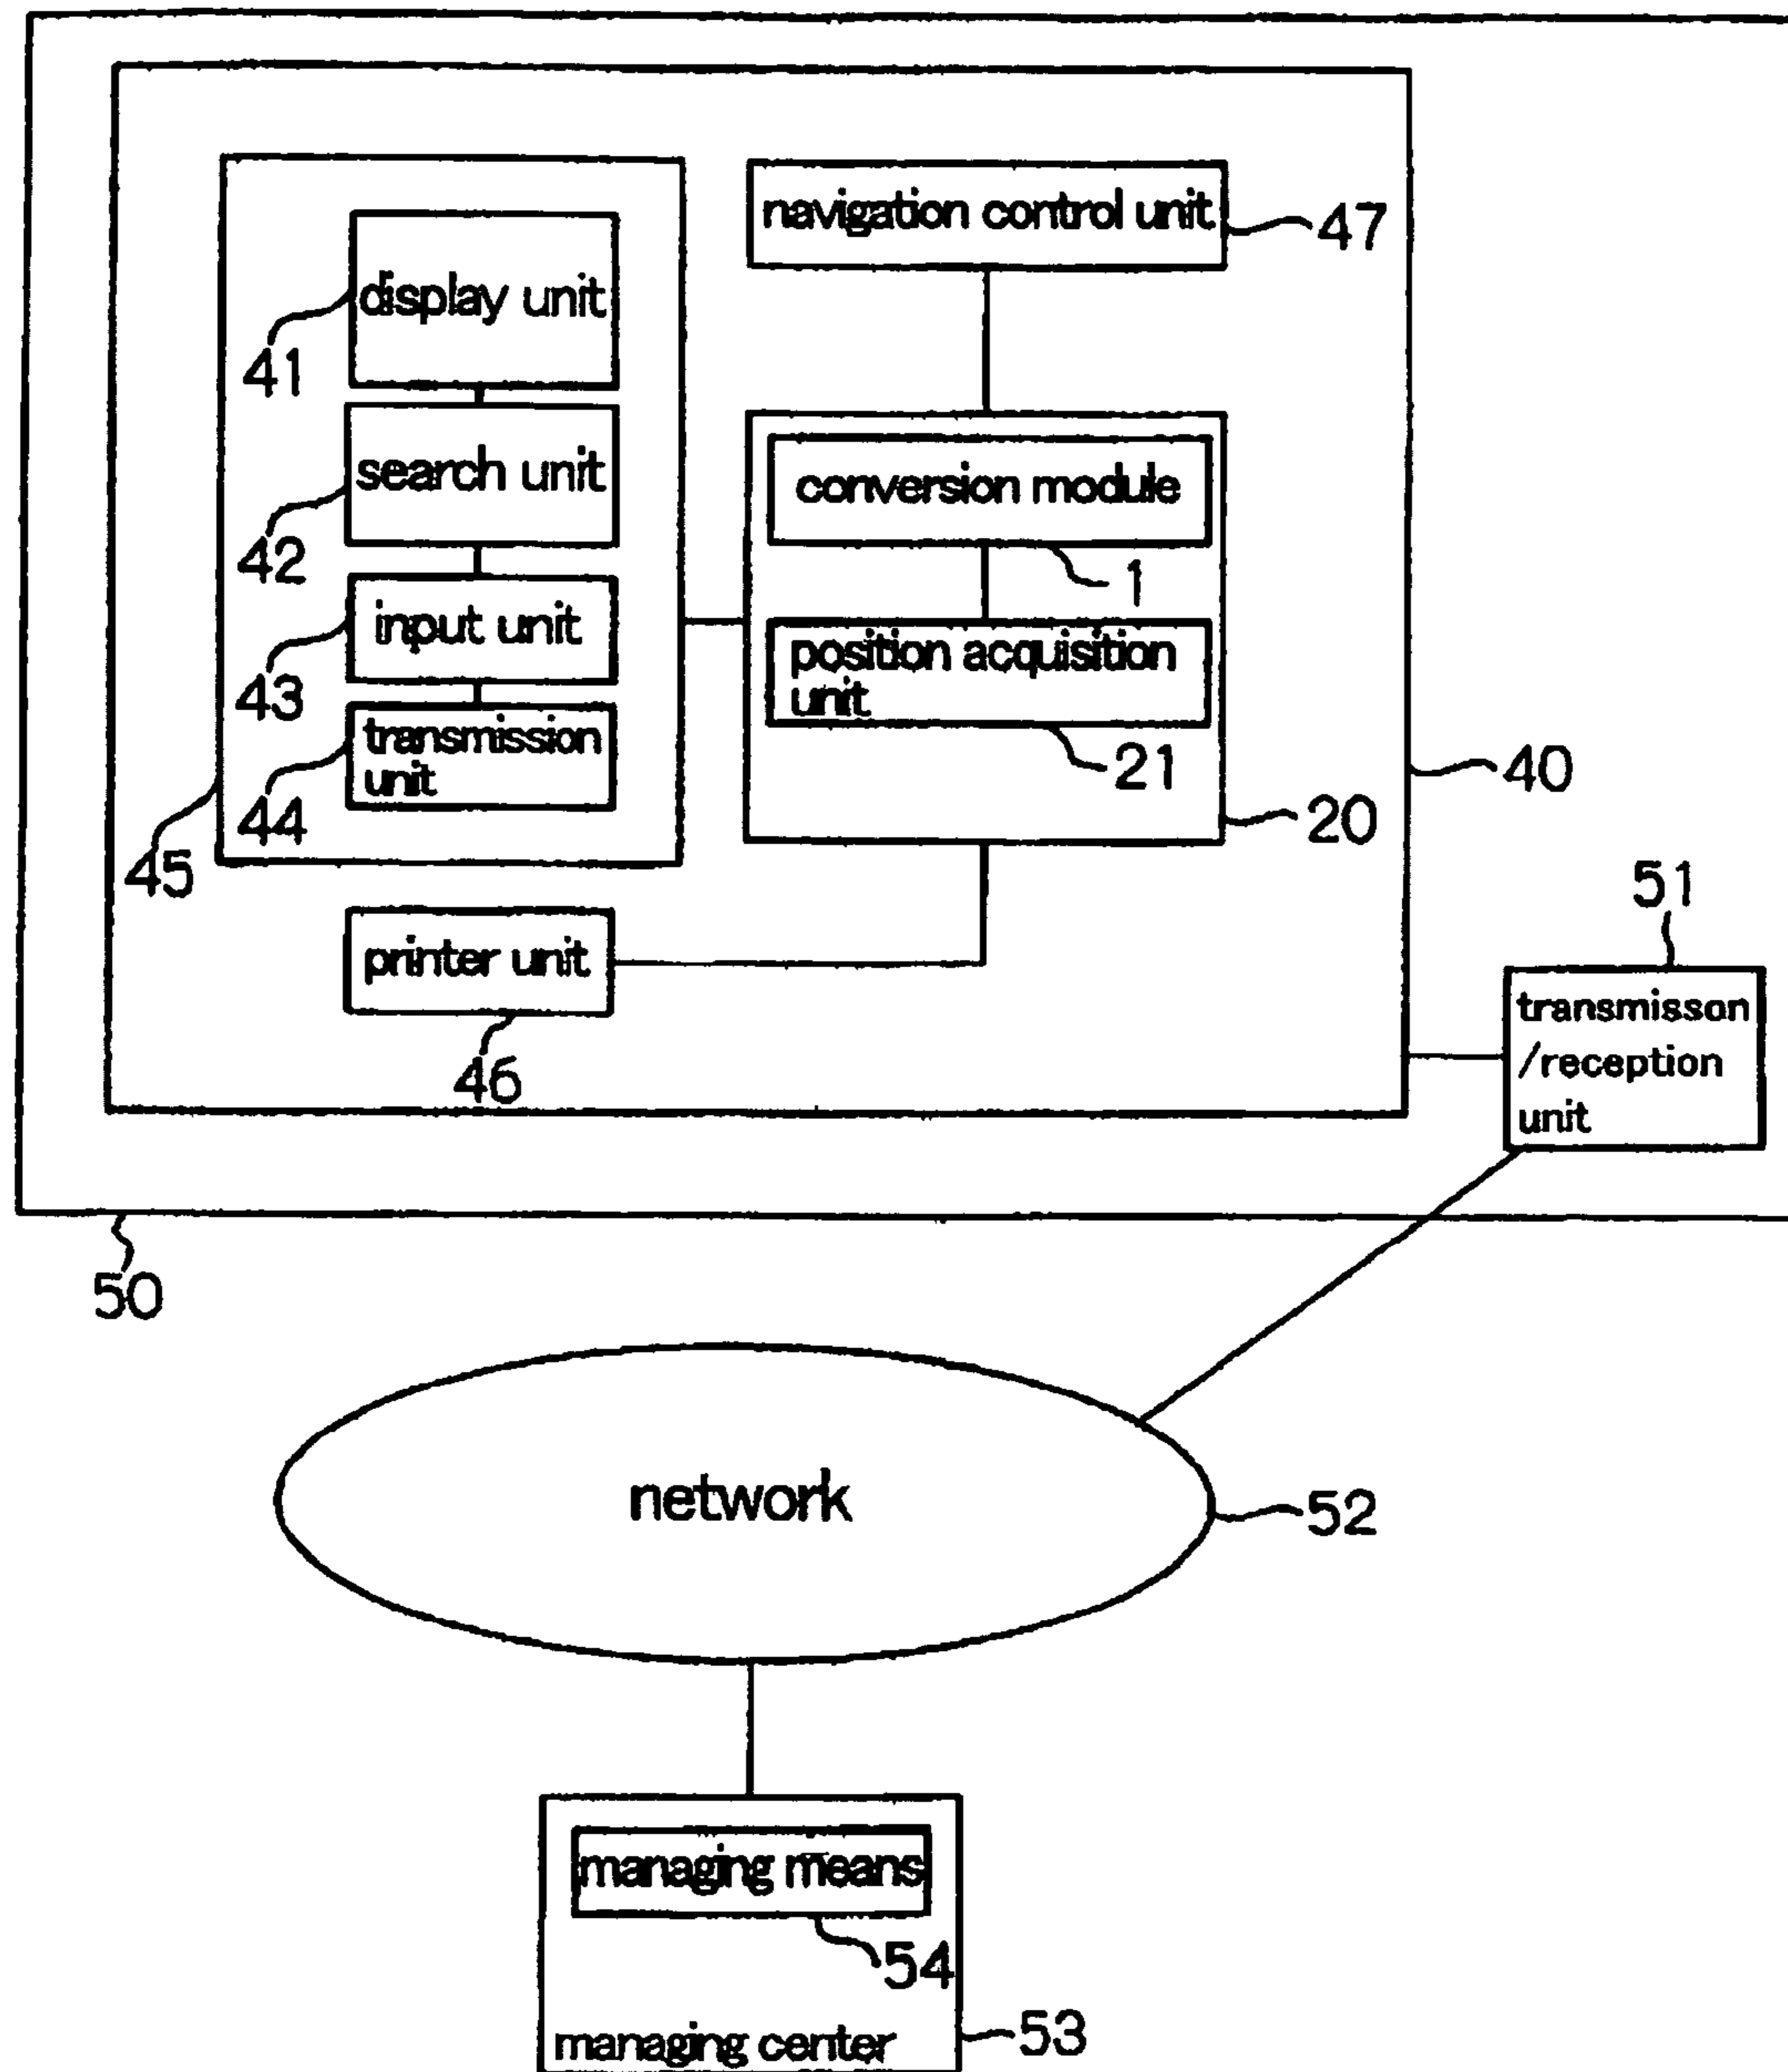 navigation control unit
47
display unit
41
search unit
42
conversion module
1
input unit
43
position acquisition
unit
21
transmission
unit
44
45
40
20
printer unit
46
51
transmisson
/reception
unit
50
network
52
managing means
54
managing center
53